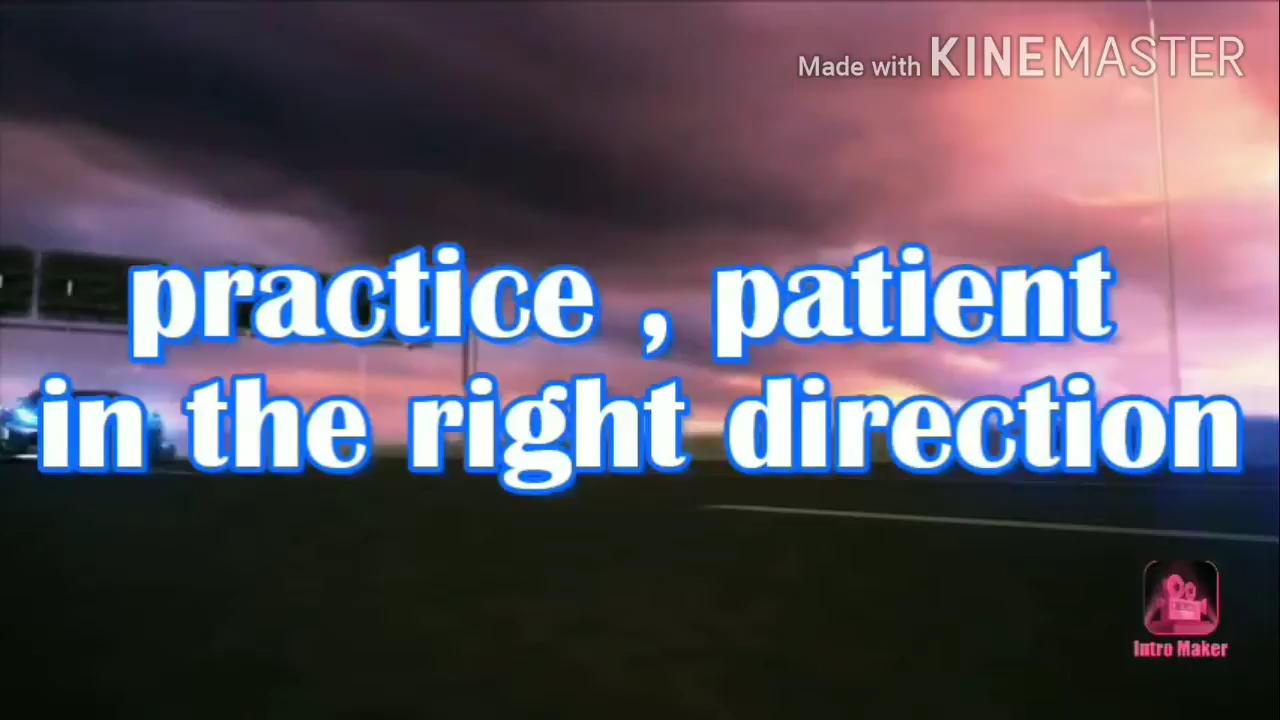 Made with KINEMASTER
practice , patient
in the right direction
Intro Maker